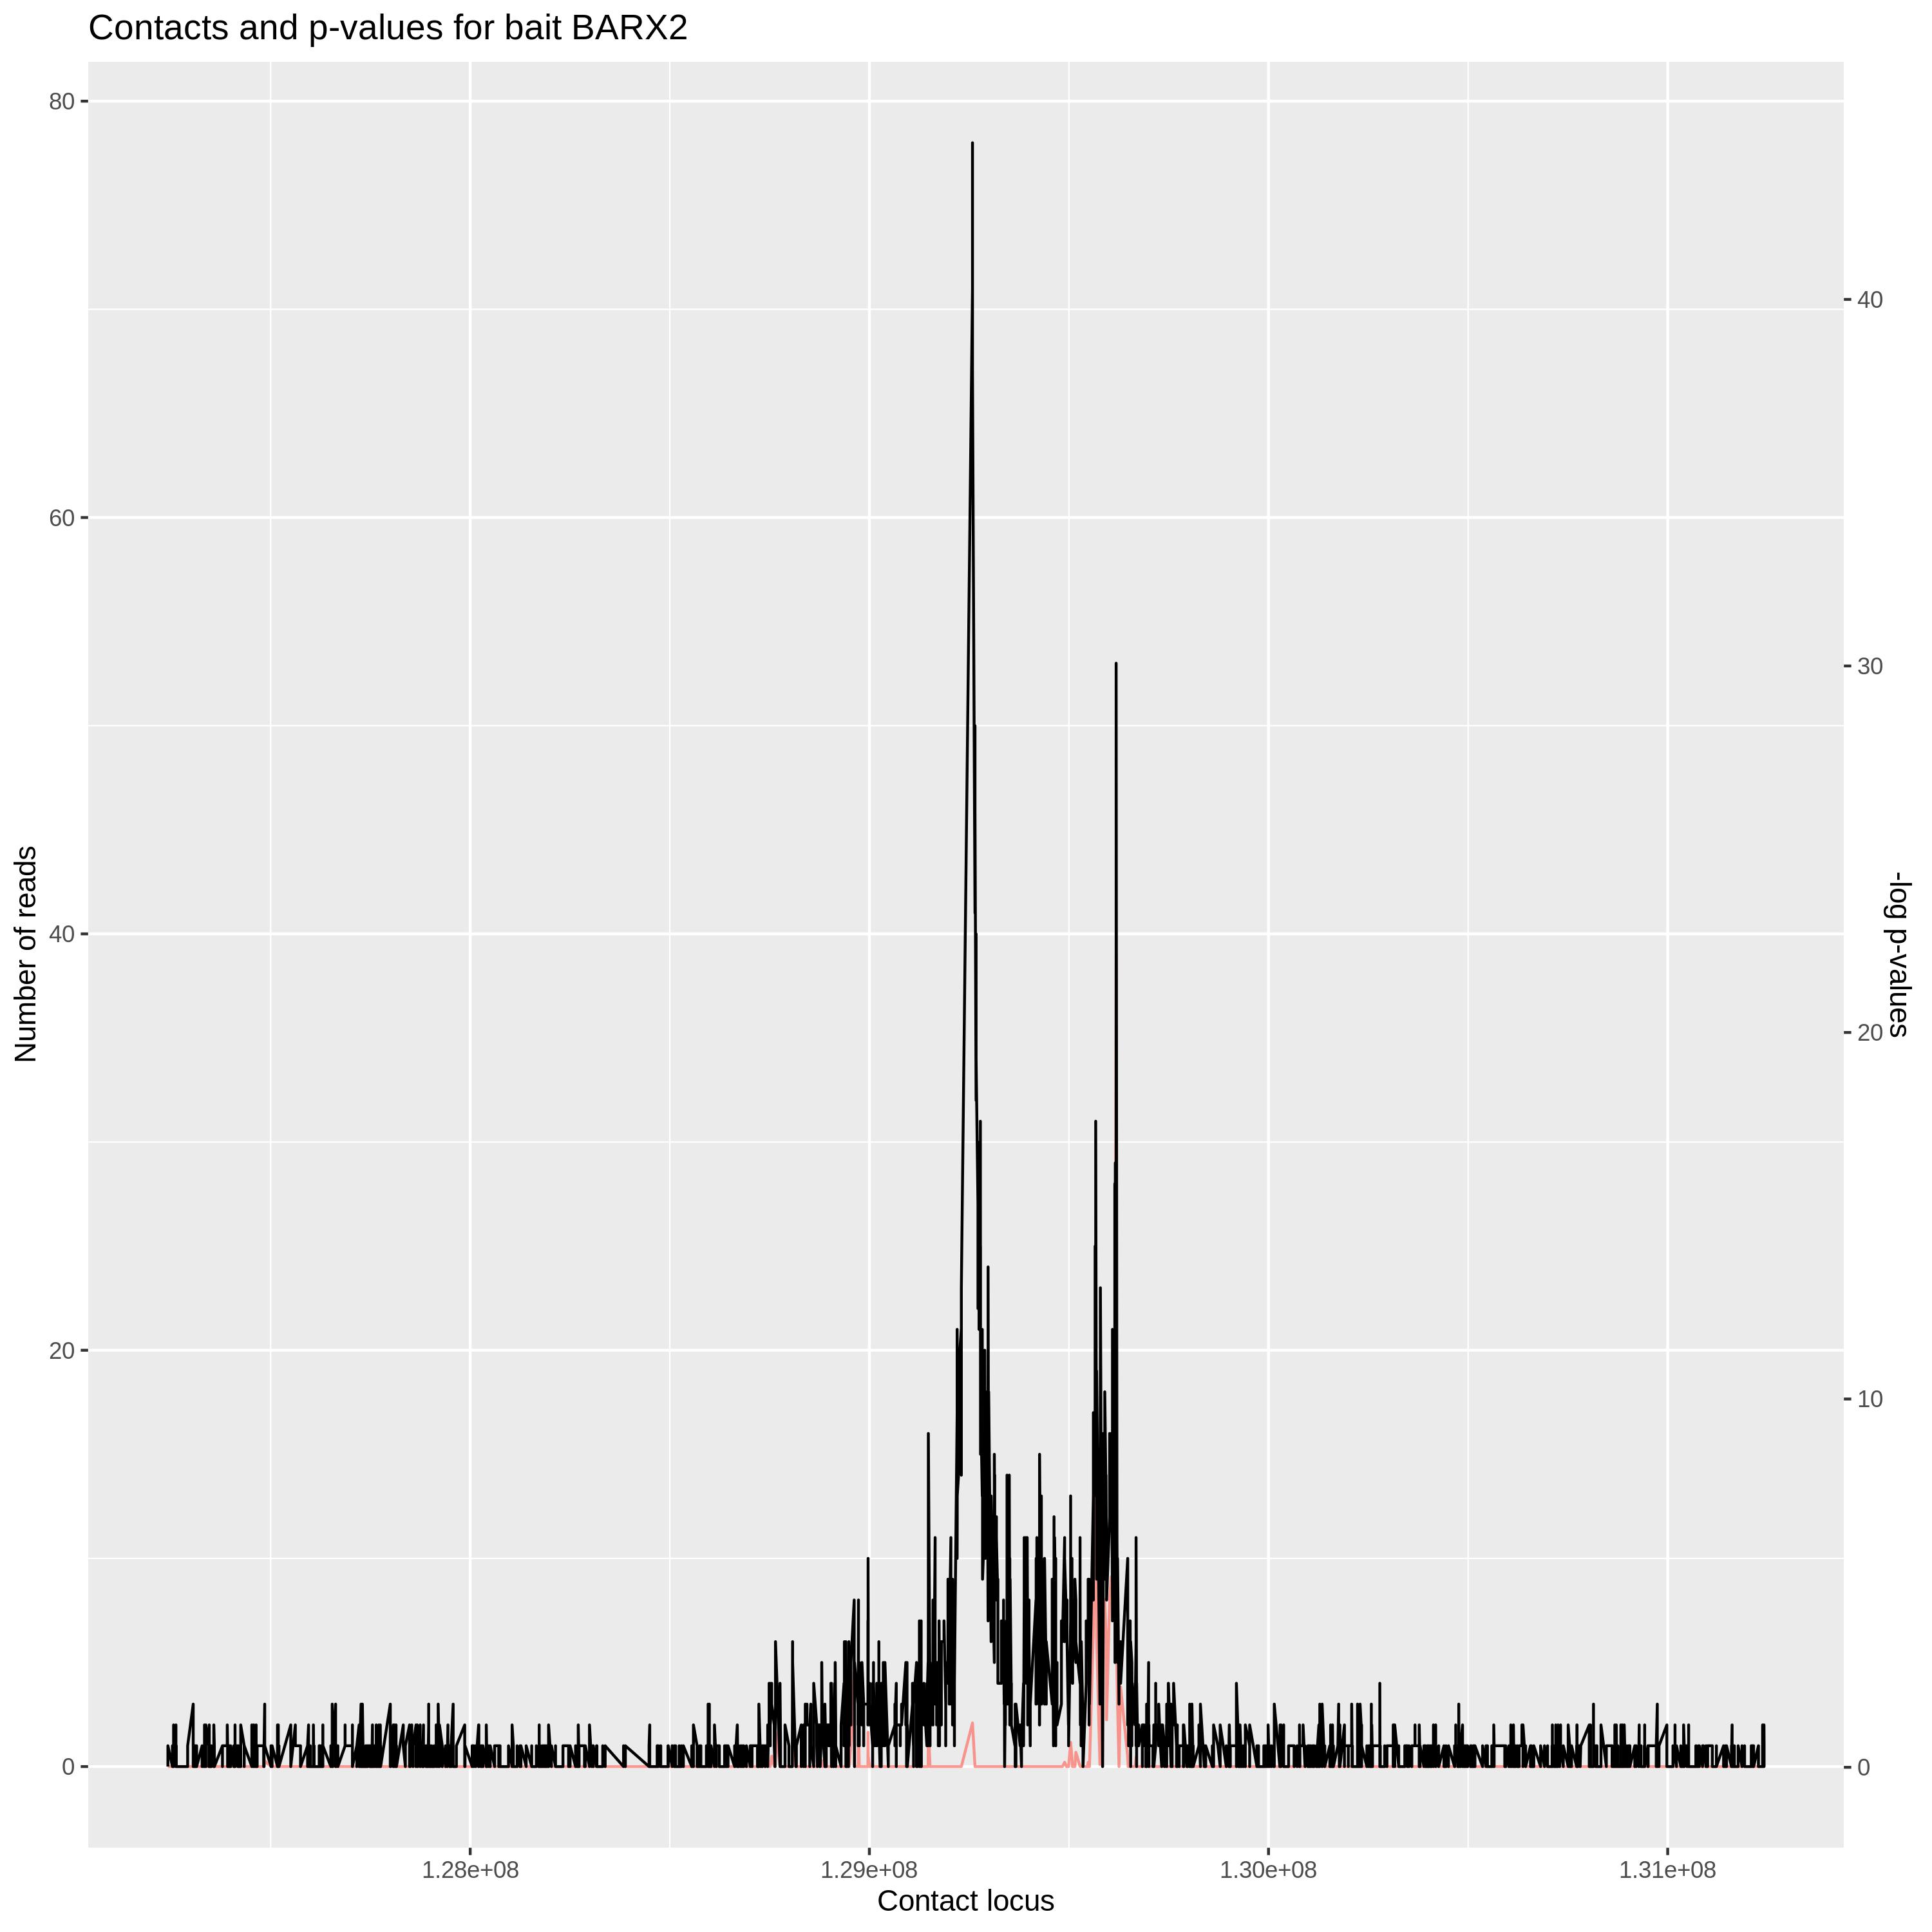 Contacts and p-values for bait BARX2
80
60
40
20
0
Number of reads
40
30
20
10
0
-log p-values
1.28e+08 1.29e+08 1.30e+08 1.31e+08
Contact locus